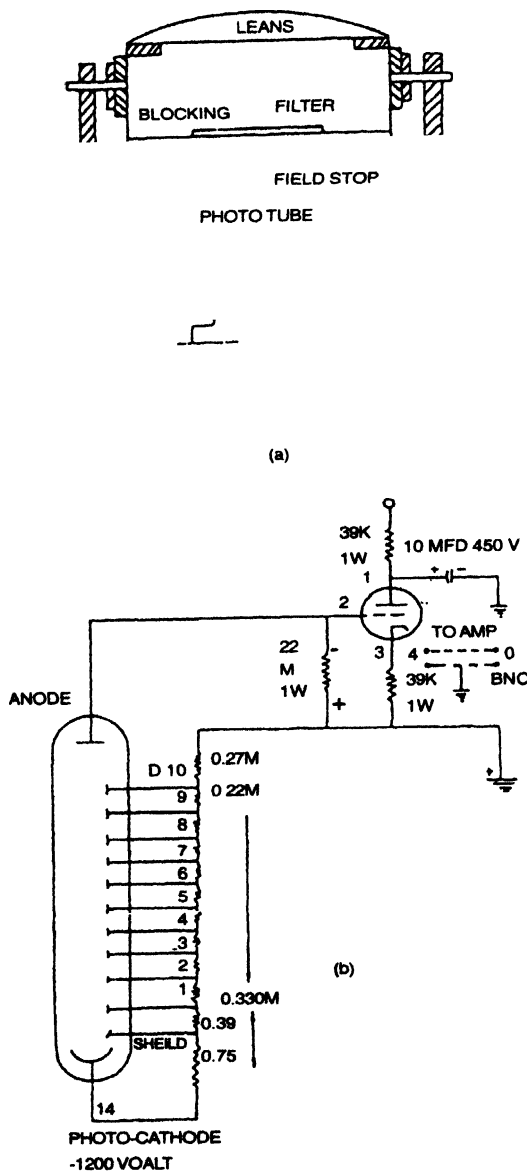 LEANS
BLOCKING FILTER
FIELD STOP
PHOTO TUBE
(a)
39K
1W
10 MFD 450 V
+ -
1
2
3
TO AMP
4 0
BNC
39K
1W
22
M
1W
-
+
+
ANODE
D 10
0.27M
9
0.22M
8
7
6
5
4
3
2
1
(b)
0.330M
0.39
SHEILD
0.75
14
PHOTO-CATHODE
-1200 VOALT